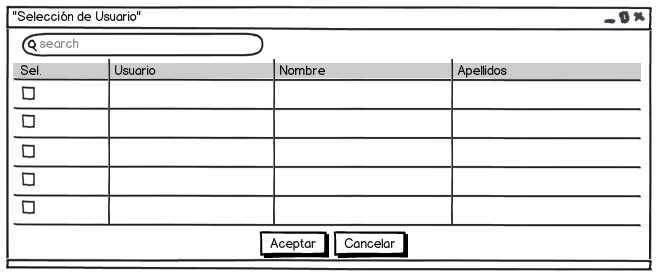 "Selección de Usuario"
search
Sel. Usuario Nombre Apellidos
Aceptar Cancelar